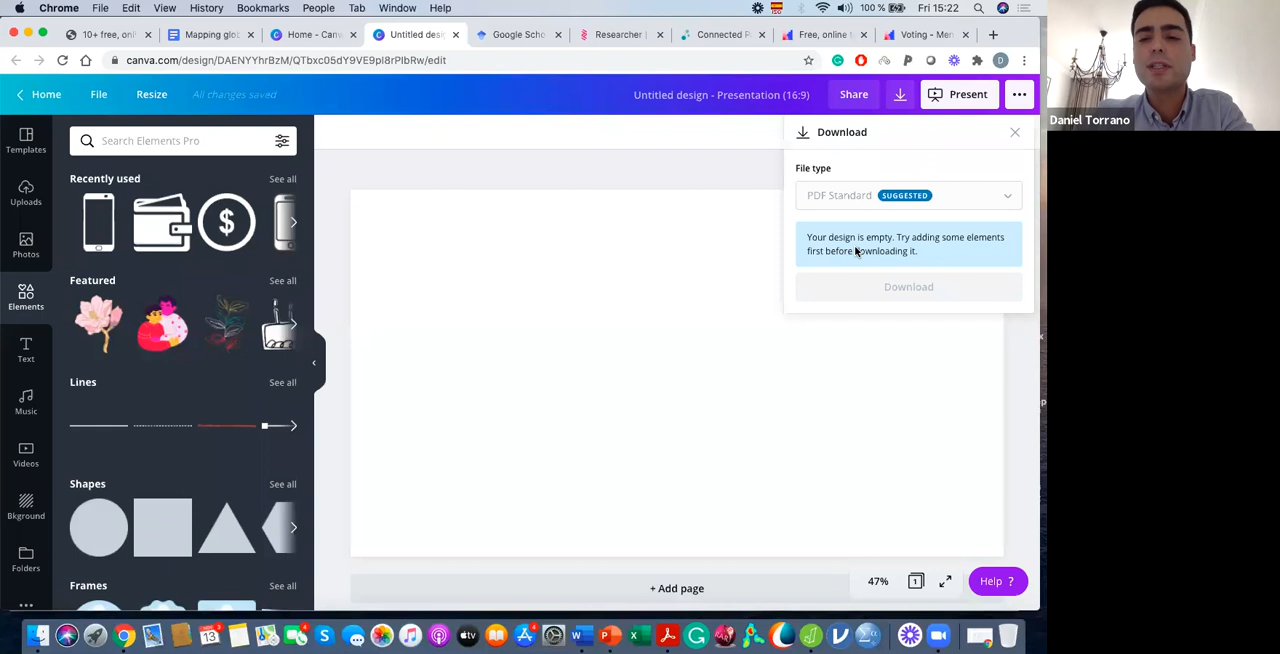 Chrome File Edit View History Bookmarks People Tab Window Help 100 % Fri 15:22
10+ free, onl Mapping glob Home - Canv Untitled desi Google Scho Researcher | Connected P Free, online t Voting - Men
canva.com/design/DAENYYhrBzM/QTbxc05dY9VE9pl8rPlbRw/edit
D
Home File Resize All changes saved Untitled design - Presentation (16:9) Share Present
Daniel Torrano
Templates
Uploads
Photos
Elements
Text
Music
Videos
Bkground
Folders
Search Elements Pro
Recently used See all
Featured See all
Lines See all
Shapes See all
Frames See all
Download
File type
PDF Standard SUGGESTED
Your design is empty. Try adding some elements
first before downloading it.
Download
+ Add page
47% 1 Help ?